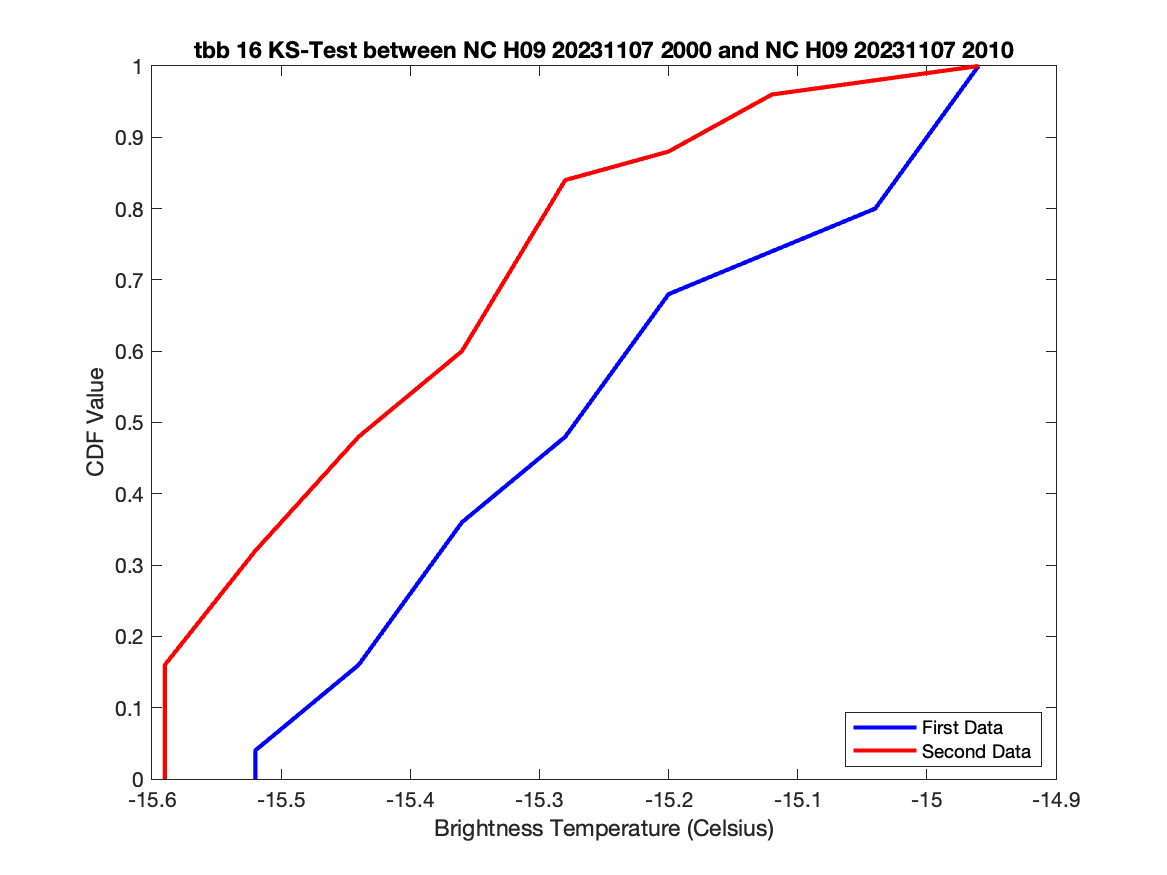 tbb 16 KS-Test between NC H09 20231107 2000 and NC H09 20231107 2010
1
0.9
0.8
0.7
0.6
0.5
0.4
0.3
0.2
0.1
0
CDF Value
-15.6 -15.5 -15.4 -15.3 -15.2 -15.1 -15 -14.9
Brightness Temperature (Celsius)
First Data
Second Data